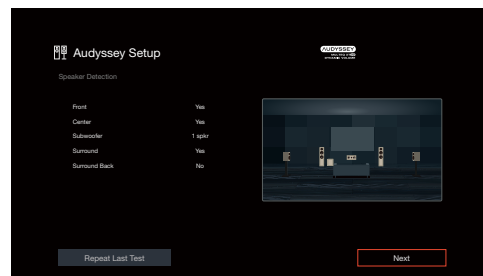 Audyssey Setup
AUDYSSEY
Speaker Detection
Front Yes
Center Yes
Subwoofer 1 spkr
Surround Yes
Surround Back No
Repeat Last Test
Next